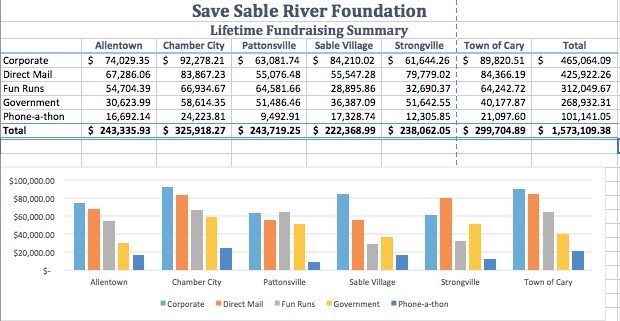 Save Sable River Foundation
Lifetime Fundraising Summary
Allentown Chamber City Pattonsville Sable Village Strongville Town of Cary Total
Corporate $ 74,029.35 $ 92,278.21 $ 63,081.74 $ 84,210.02 $ 61,644.26 $ 89,820.51 $ 465,064.09
Direct Mail 67,286.06 83,867.23 55,076.48 55,547.28 79,779.02 84,366.19 425,922.26
Fun Runs 54,704.39 66,934.67 64,581.66 28,895.86 32,690.37 64,242.72 312,049.67
Government 30,623.99 58,614.35 51,486.46 36,387.09 51,642.55 40,177.87 268,932.31
Phone-a-thon 16,692.14 24,223.81 9,492.91 17,328.74 12,305.85 21,097.60 101,141.05
Total $ 243,335.93 $ 325,918.27 $ 243,719.25 $ 222,368.99 $ 238,062.05 $ 299,704.89 $ 1,573,109.38
$100,000.00
$80,000.00
$60,000.00
$40,000.00
$20,000.00
$-
Allentown Chamber City Pattonsville Sable Village Strongville Town of Cary
Corporate Direct Mail Fun Runs Government Phone-a-thon